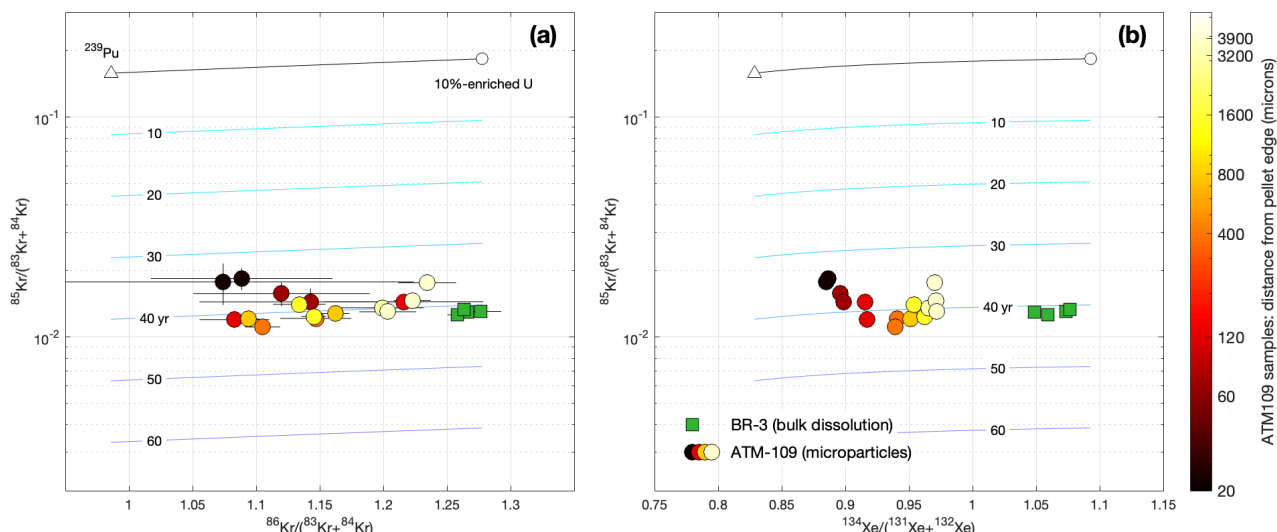 (a)
²³⁹Pu
10%-enriched U
10
20
30
40 yr
50
60
10⁻¹
10⁻²
⁸⁵Kr/(⁸³Kr+⁸⁴Kr)
1
1.05
1.1
1.15
1.2
1.25
1.3
⁸⁶Kr/(⁸³Kr+⁸⁴Kr)
(b)
10
20
30
40 yr
50
60
10⁻¹
10⁻²
⁸⁵Kr/(⁸³Kr+⁸⁴Kr)
BR-3 (bulk dissolution)
ATM-109 (microparticles)
0.75
0.8
0.85
0.9
0.95
1
1.05
1.1
1.15
¹³⁴Xe/(¹³¹Xe+¹³²Xe)
3900
3200
1600
800
400
120
60
20
ATM109 samples: distance from pellet edge (microns)